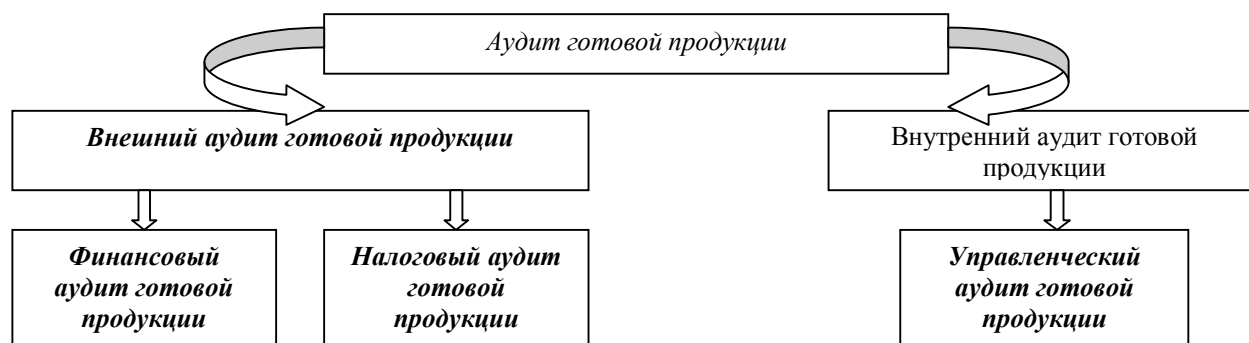 Аудит готовой продукции
Внешний аудит готовой продукции
Внутренний аудит готовой
продукции
Финансовый
аудит готовой
продукции
Налоговый аудит
готовой
продукции
Управленческий
аудит готовой
продукции